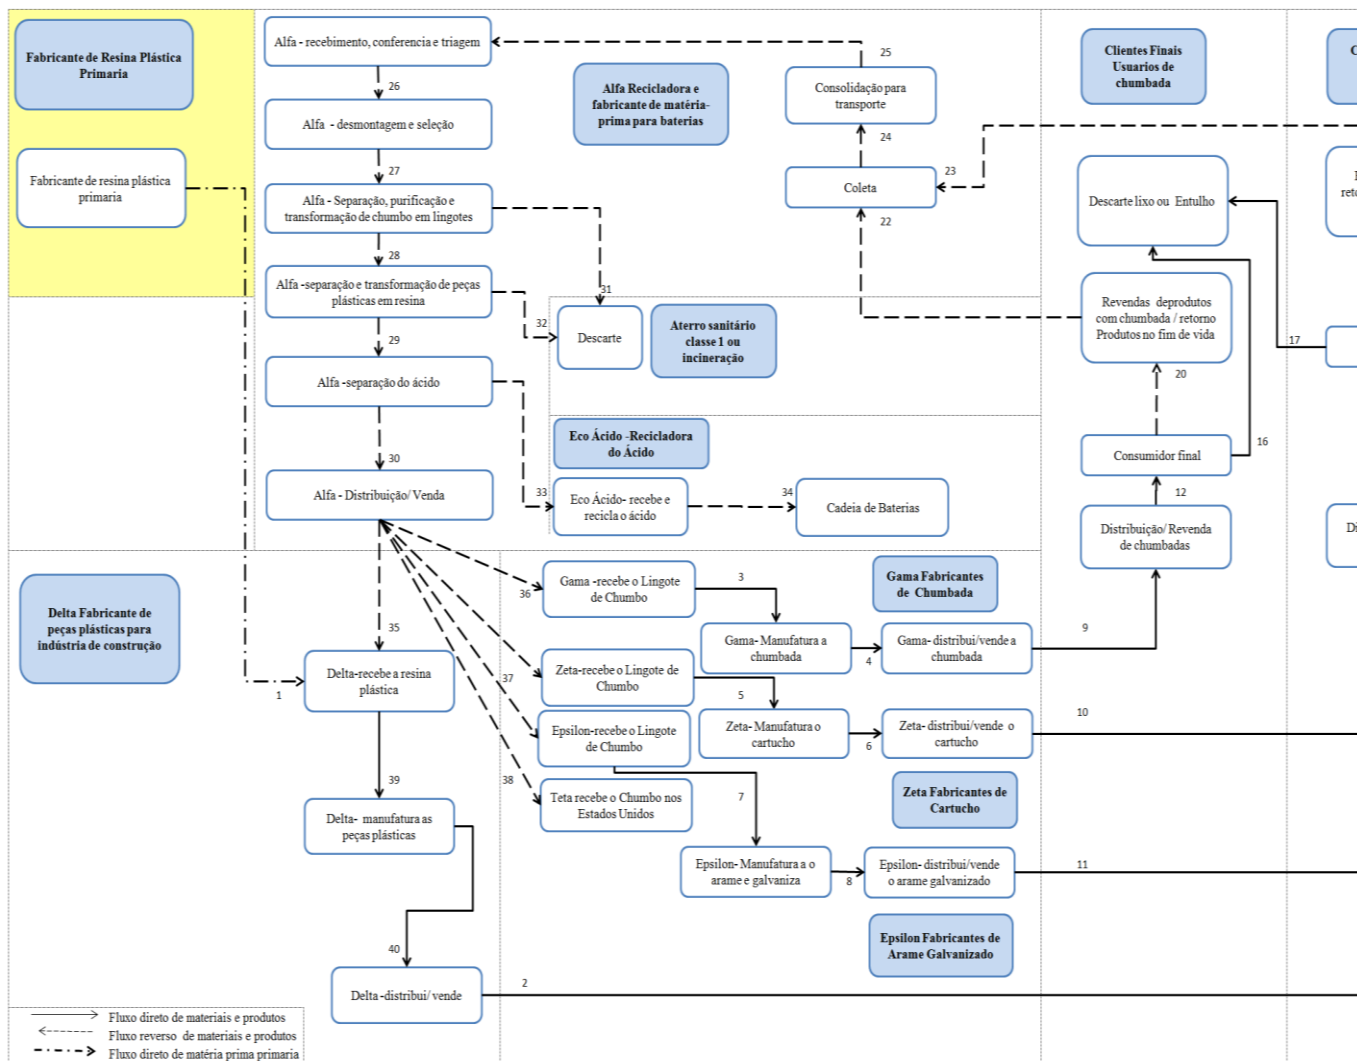 Fabricante de Resina Plástica
Primaria
Fabricante de resina plástica
primaria
Alfa - recebimento, conferencia e triagem
26
Alfa - desmontagem e seleção
27
Alfa - Separação, purificação e
transformação de chumbo em lingotes
28
Alfa -separação e transformação de peças
plásticas em resina
29
Alfa -separação do ácido
30
Alfa - Distribuição/ Venda
Alfa Recicladora e
fabricante de matéria-
prima para baterias
25
Consolidação para
transporte
24
Coleta
23
22
31
32
Descarte
Aterro sanitário
classe 1 ou
incineração
Eco Ácido -Recicladora
do Ácido
33
Eco Ácido- recebe e
recicla o ácido
34
Cadeia de Baterias
Clientes Finais
Usuarios de
chumbada
Descarte lixo ou Entulho
Revendas deprodutos
com chumbada / retorno
Produtos no fim de vida
17
20
16
Consumidor final
12
Distribuição/ Revenda
de chumbadas
C
I
reto
Di
Delta Fabricante de
peças plásticas para
indústria de construção
35
1
Delta-recebe a resina
plástica
39
Delta- manufatura as
peças plásticas
40
Delta -distribui/ vende
2
36
Gama -recebe o Lingote
de Chumbo
3
Gama- Manufatura a
chumbada
4
Gama- distribui/vende a
chumbada
9
Gama Fabricantes
de Chumbada
37
Zeta-recebe o Lingote de
Chumbo
5
Zeta- Manufatura o
cartucho
6
Zeta- distribui/vende o
cartucho
10
Zeta Fabricantes de
Cartucho
Epsilon-recebe o Lingote
de Chumbo
38
Teta recebe o Chumbo nos
Estados Unidos
7
Epsilon- Manufatura a o
arame e galvaniza
8
Epsilon- distribui/vende
o arame galvanizado
11
Epsilon Fabricantes de
Arame Galvanizado
Fluxo direto de materiais e produtos
Fluxo reverso de materiais e produtos
Fluxo direto de matéria prima primaria